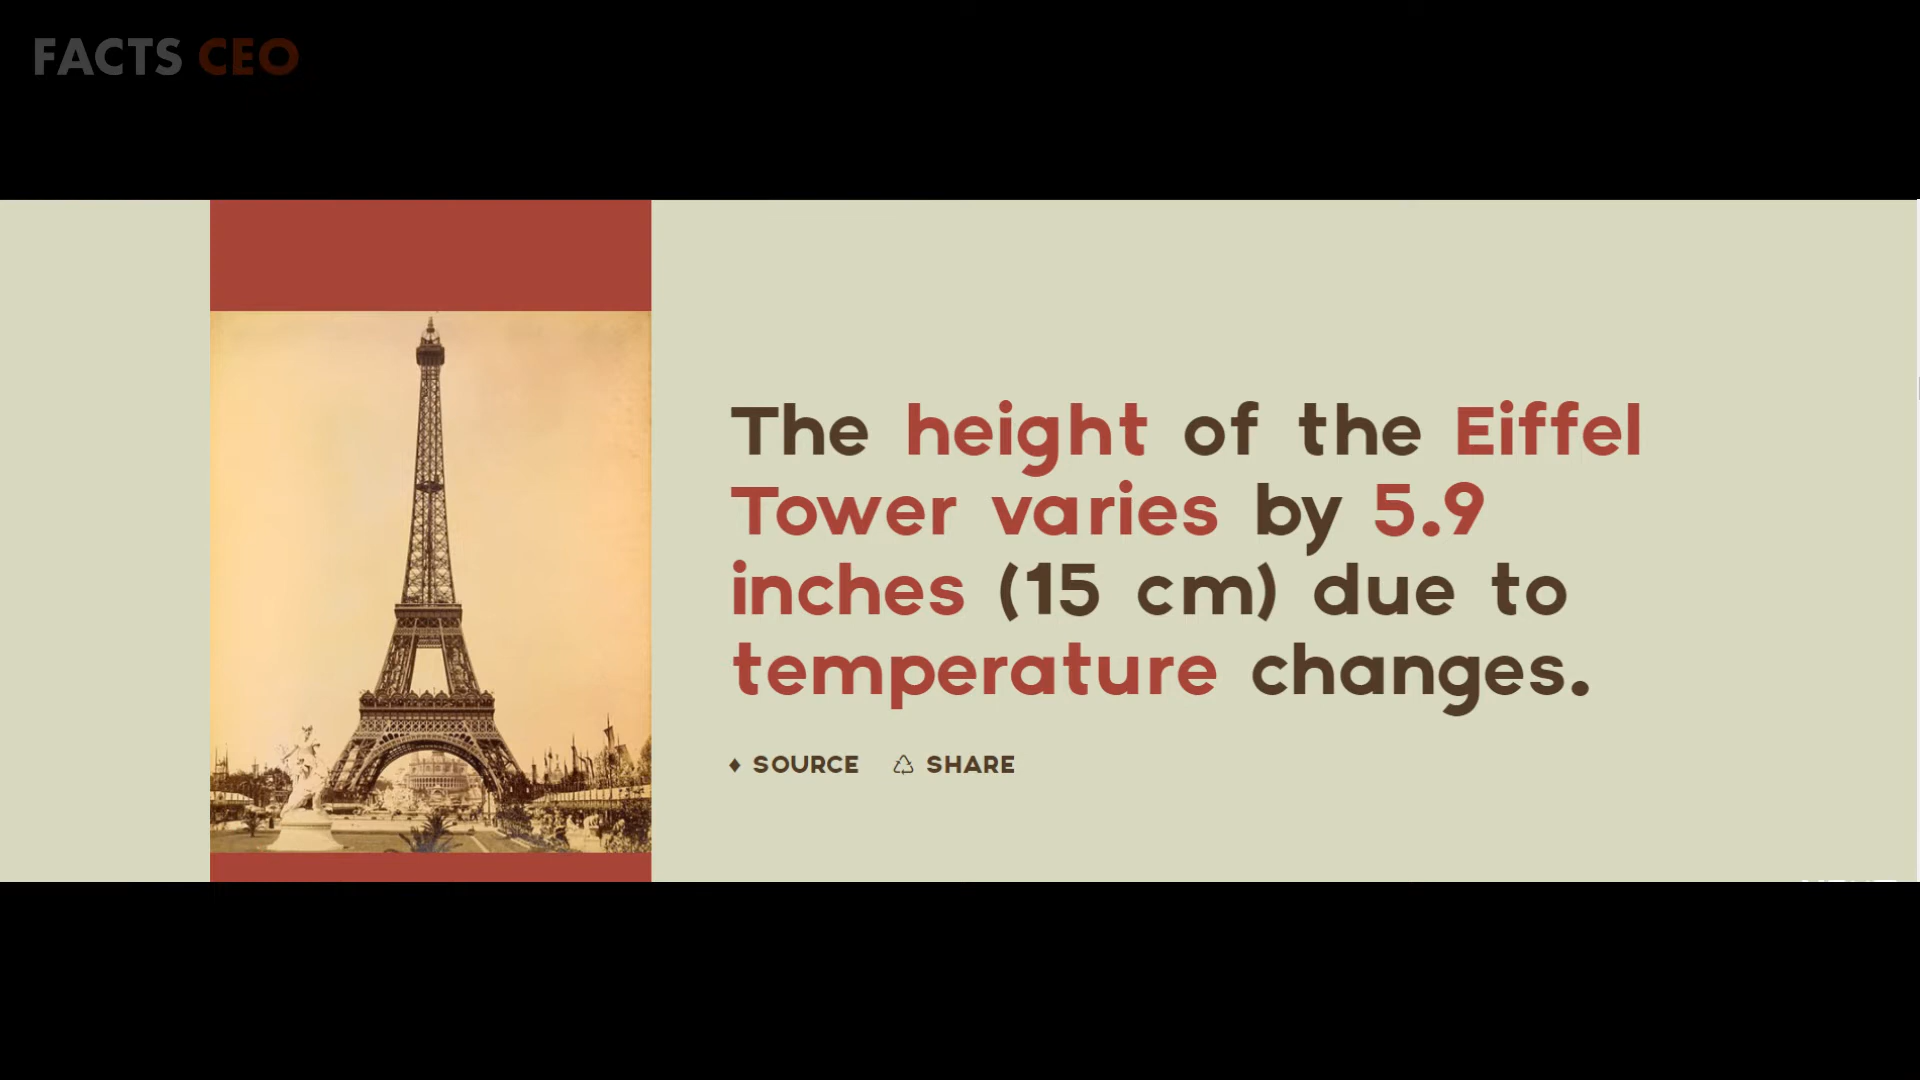 FACTS CEO
The height of the Eiffel
Tower varies by 5.9
inches (15 cm) due to
temperature changes.
♦ SOURCE ♺ SHARE